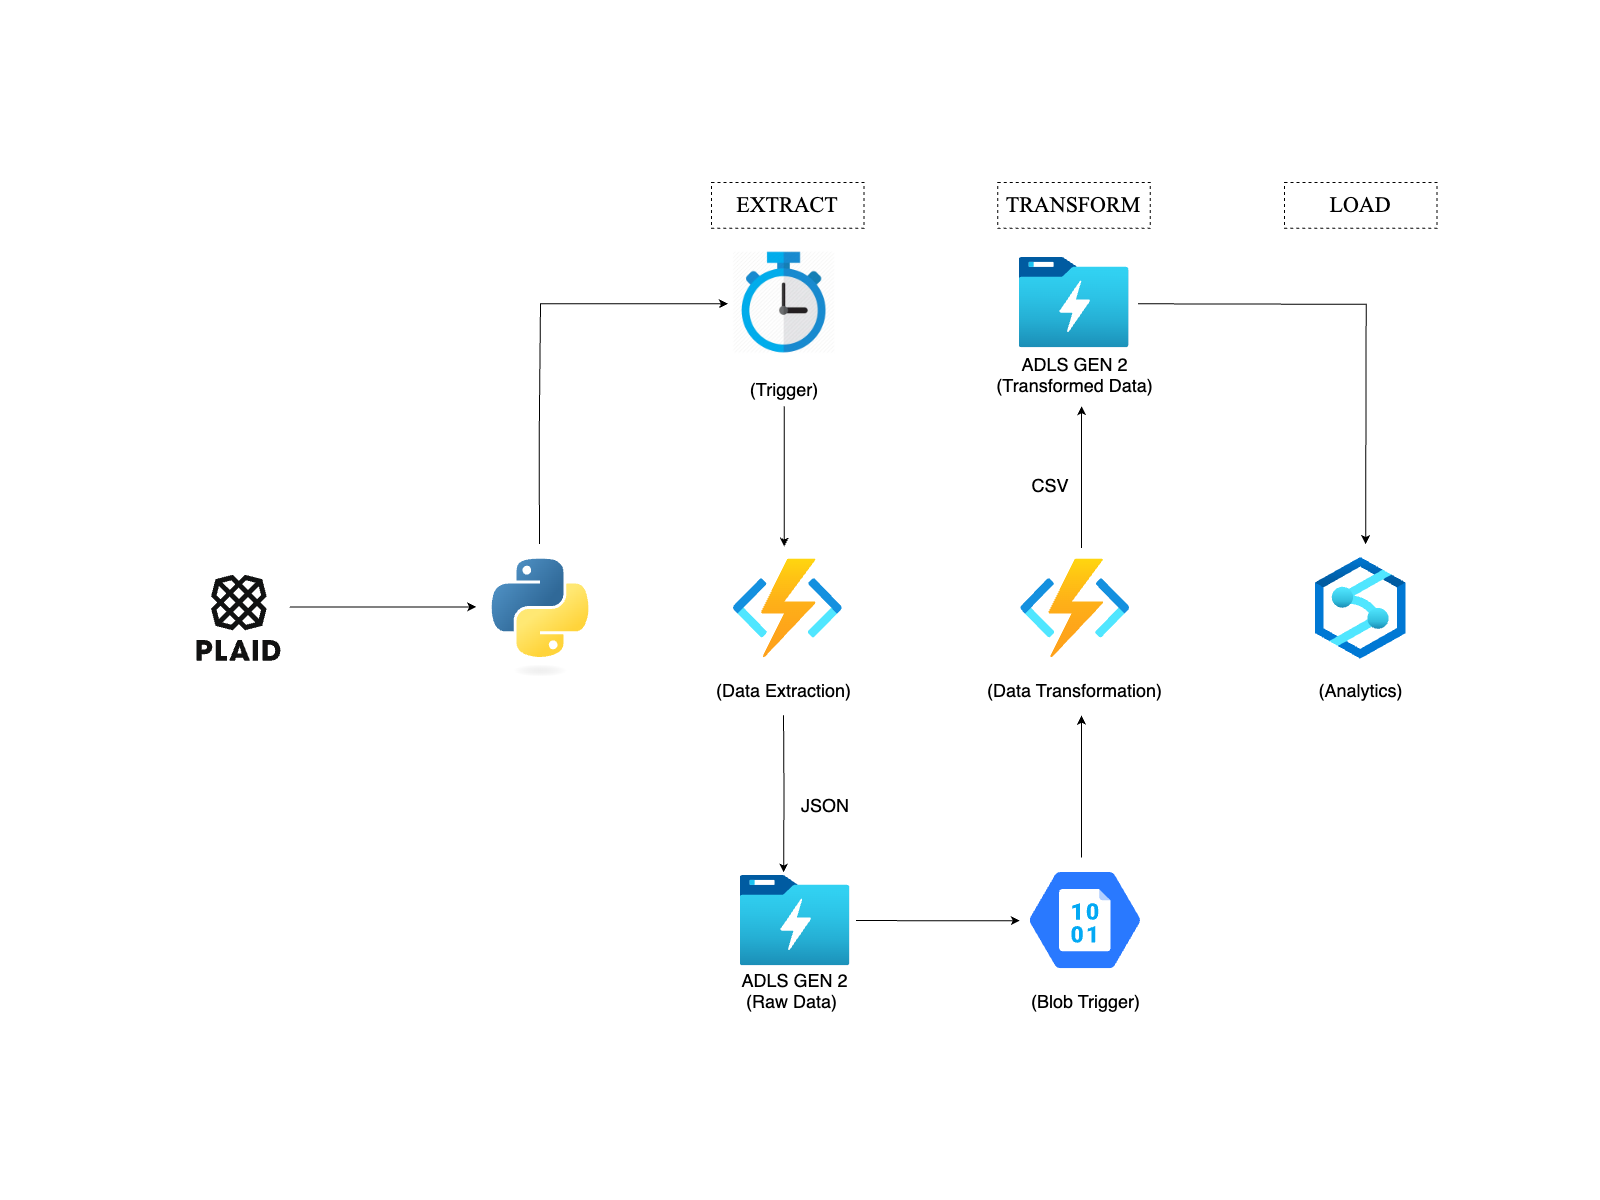 EXTRACT
TRANSFORM
LOAD
(Trigger)
ADLS GEN 2
(Transformed Data)
CSV
PLAID
(Data Extraction)
(Data Transformation)
(Analytics)
JSON
10
01
ADLS GEN 2
(Raw Data)
(Blob Trigger)